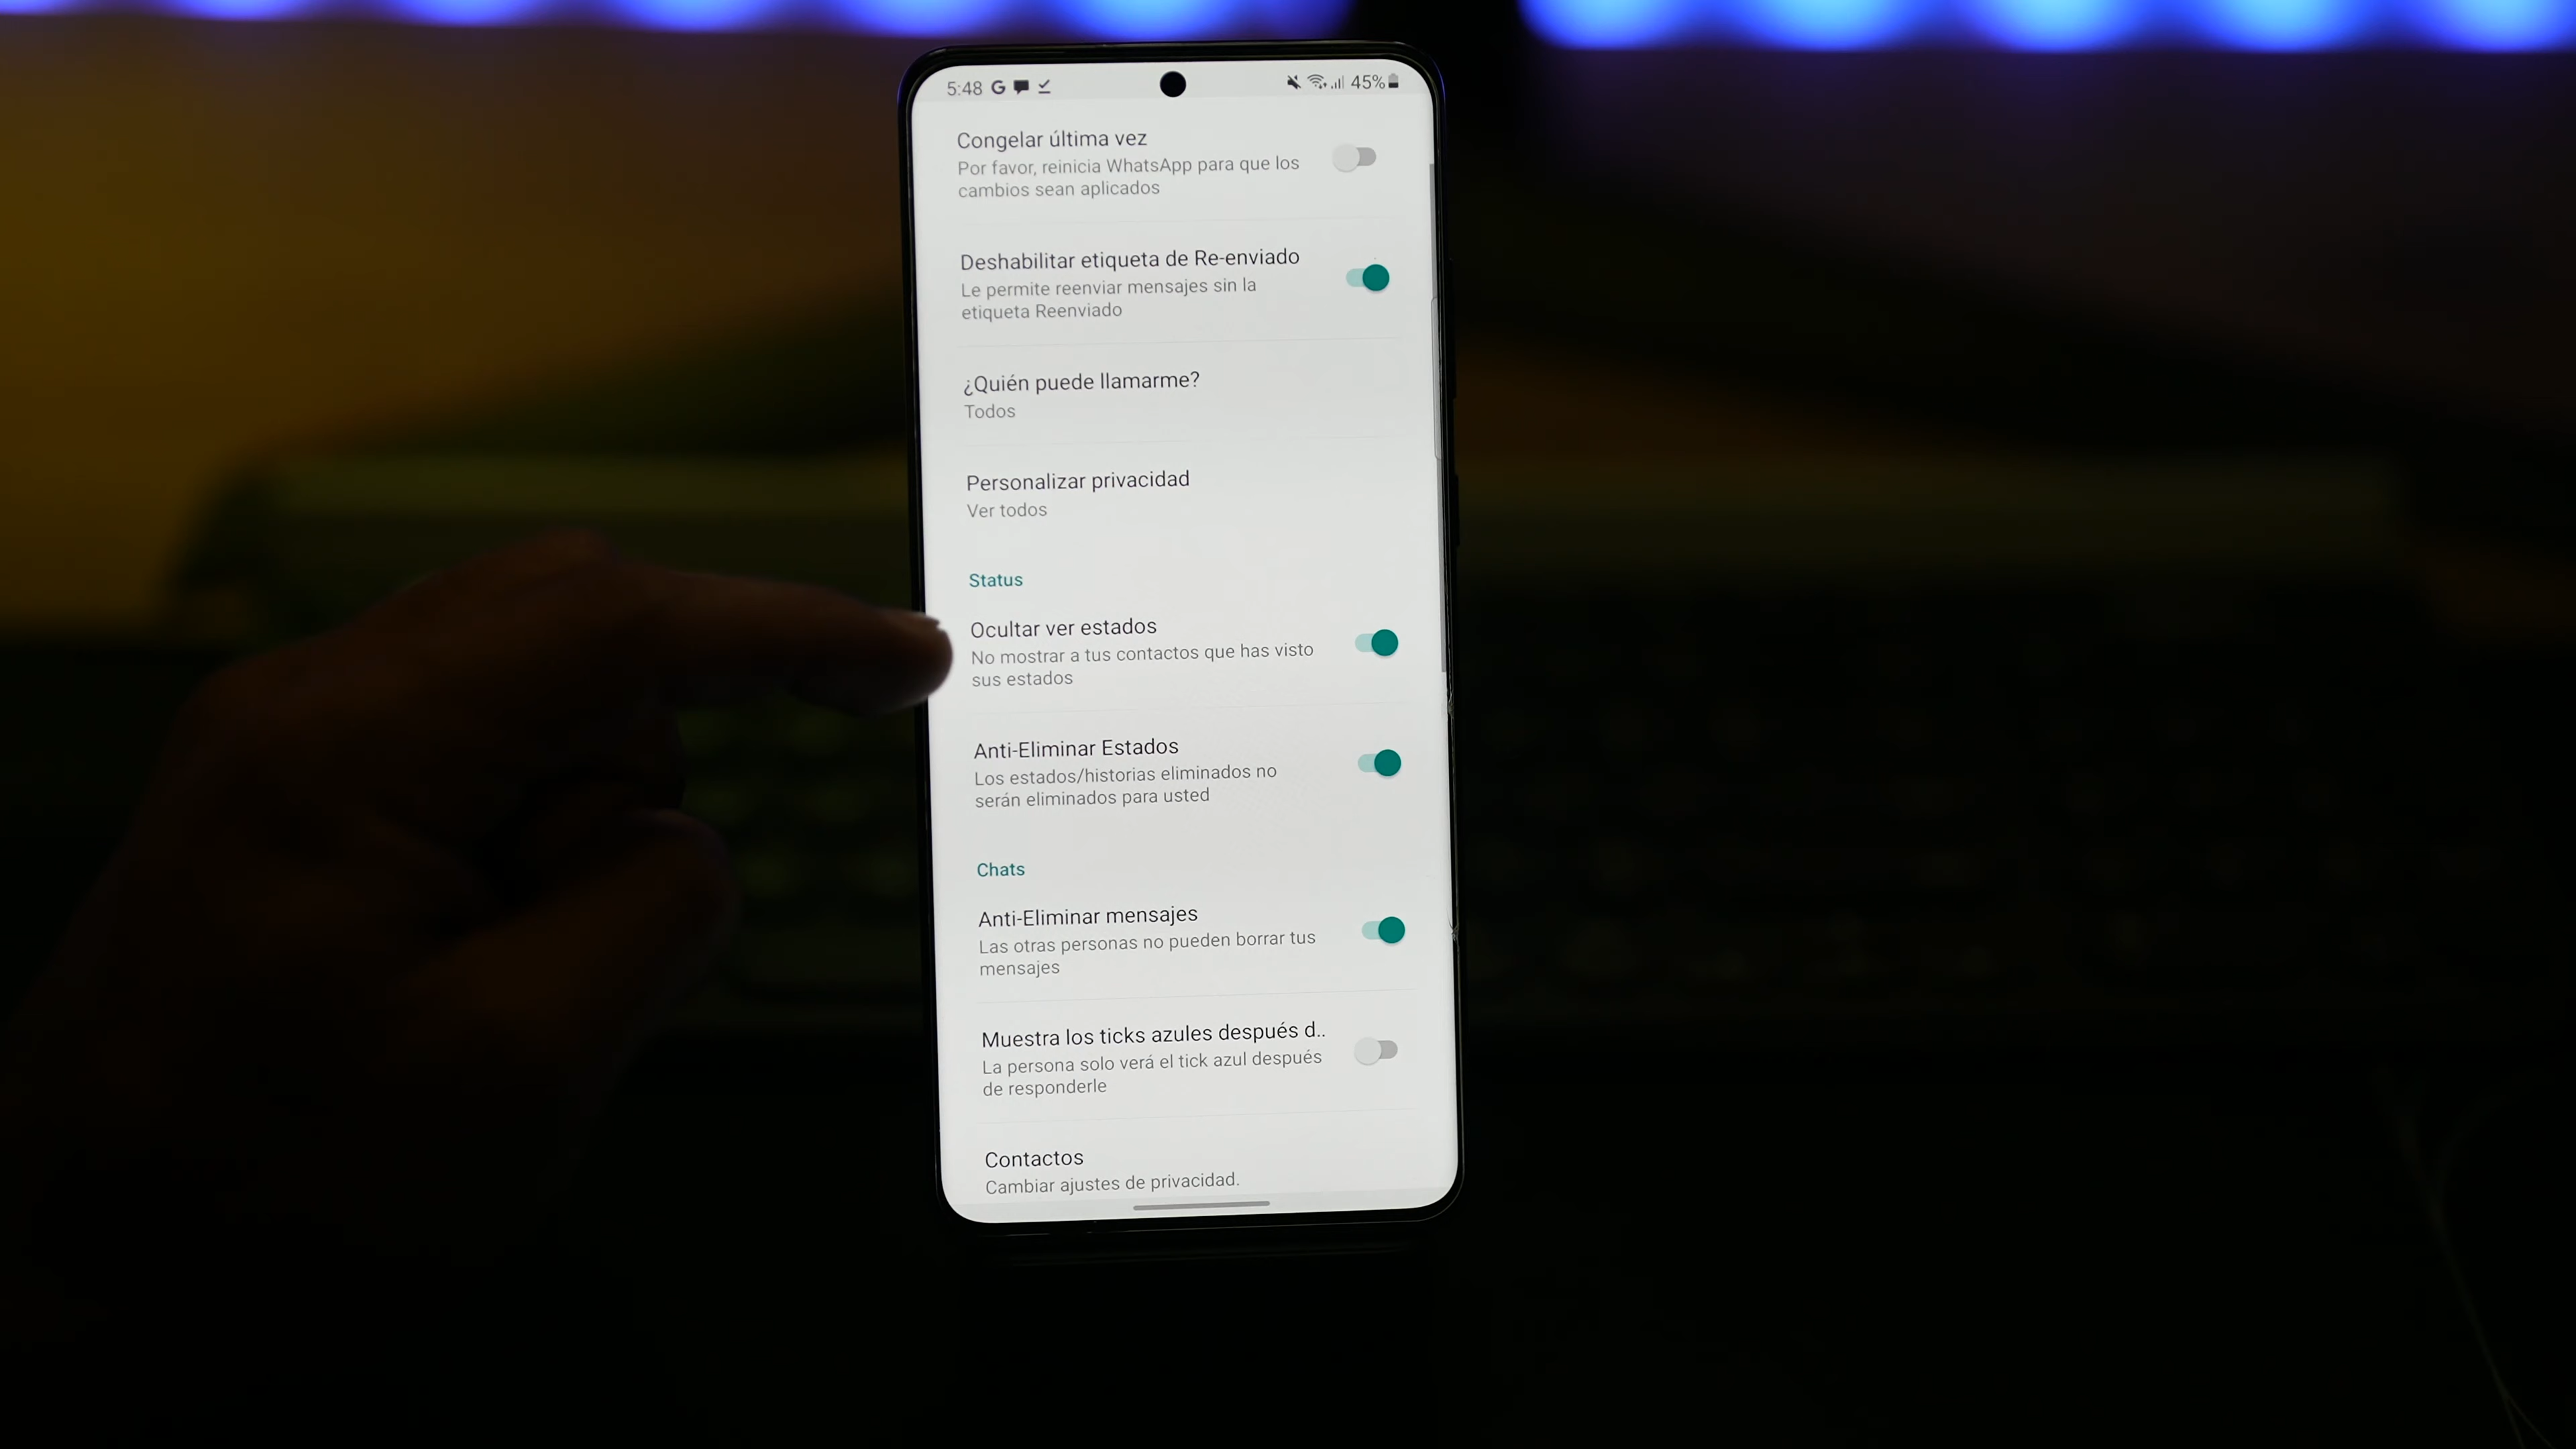 5:48 G 45%
Congelar última vez
Por favor, reinicia WhatsApp para que los
cambios sean aplicados
Deshabilitar etiqueta de Re-enviado
Le permite reenviar mensajes sin la
etiqueta Reenviado
¿Quién puede llamarme?
Todos
Personalizar privacidad
Ver todos
Status
Ocultar ver estados
No mostrar a tus contactos que has visto
sus estados
Anti-Eliminar Estados
Los estados/historias eliminados no
serán eliminados para usted
Chats
Anti-Eliminar mensajes
Las otras personas no pueden borrar tus
mensajes
Muestra los ticks azules después d..
La persona solo verá el tick azul después
de responderle
Contactos
Cambiar ajustes de privacidad.